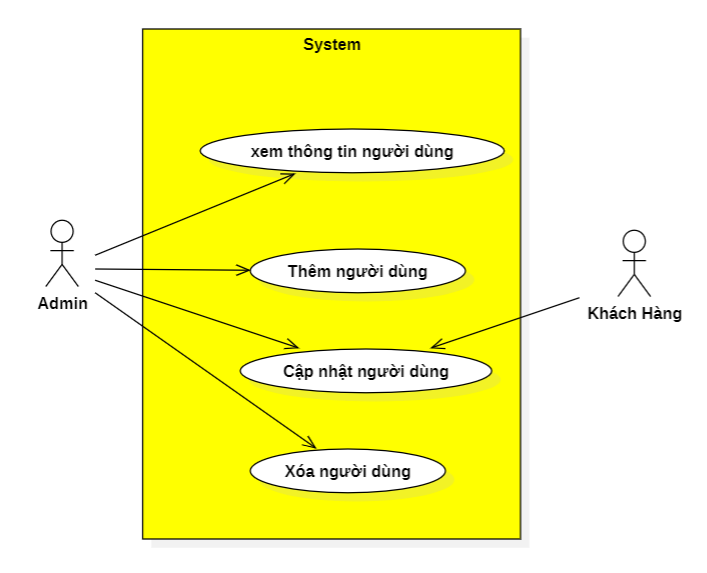 System
xem thông tin người dùng
Thêm người dùng
Admin
Khách Hàng
Cập nhật người dùng
Xóa người dùng